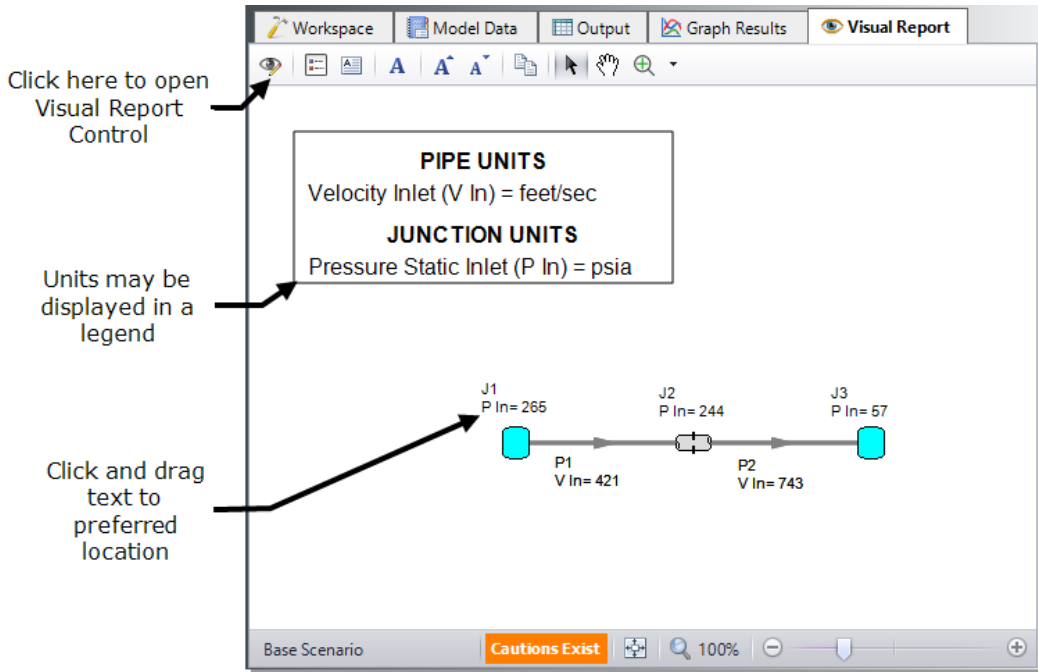 Workspace
Model Data
Output
Graph Results
Visual Report
A A A
Click here to open
Visual Report
Control
PIPE UNITS
Velocity Inlet (V In) = feet/sec
JUNCTION UNITS
Pressure Static Inlet (P In) = psia
Units may be
displayed in a
legend
J1
P In= 265
J2
P In= 244
J3
P In= 57
P1
V In= 421
P2
V In= 743
Click and drag
text to
preferred
location
Base Scenario
Cautions Exist
100%